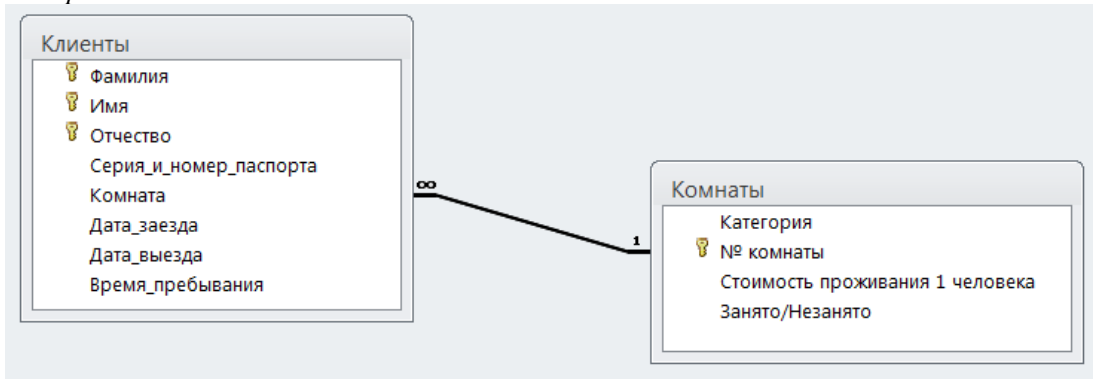 Клиенты
Фамилия
Имя
Отчество
Серия_и_номер_паспорта
Комната
Дата_заезда
Дата_выезда
Время_пребывания
∞
1
Комнаты
Категория
№ комнаты
Стоимость проживания 1 человека
Занято/Незанято